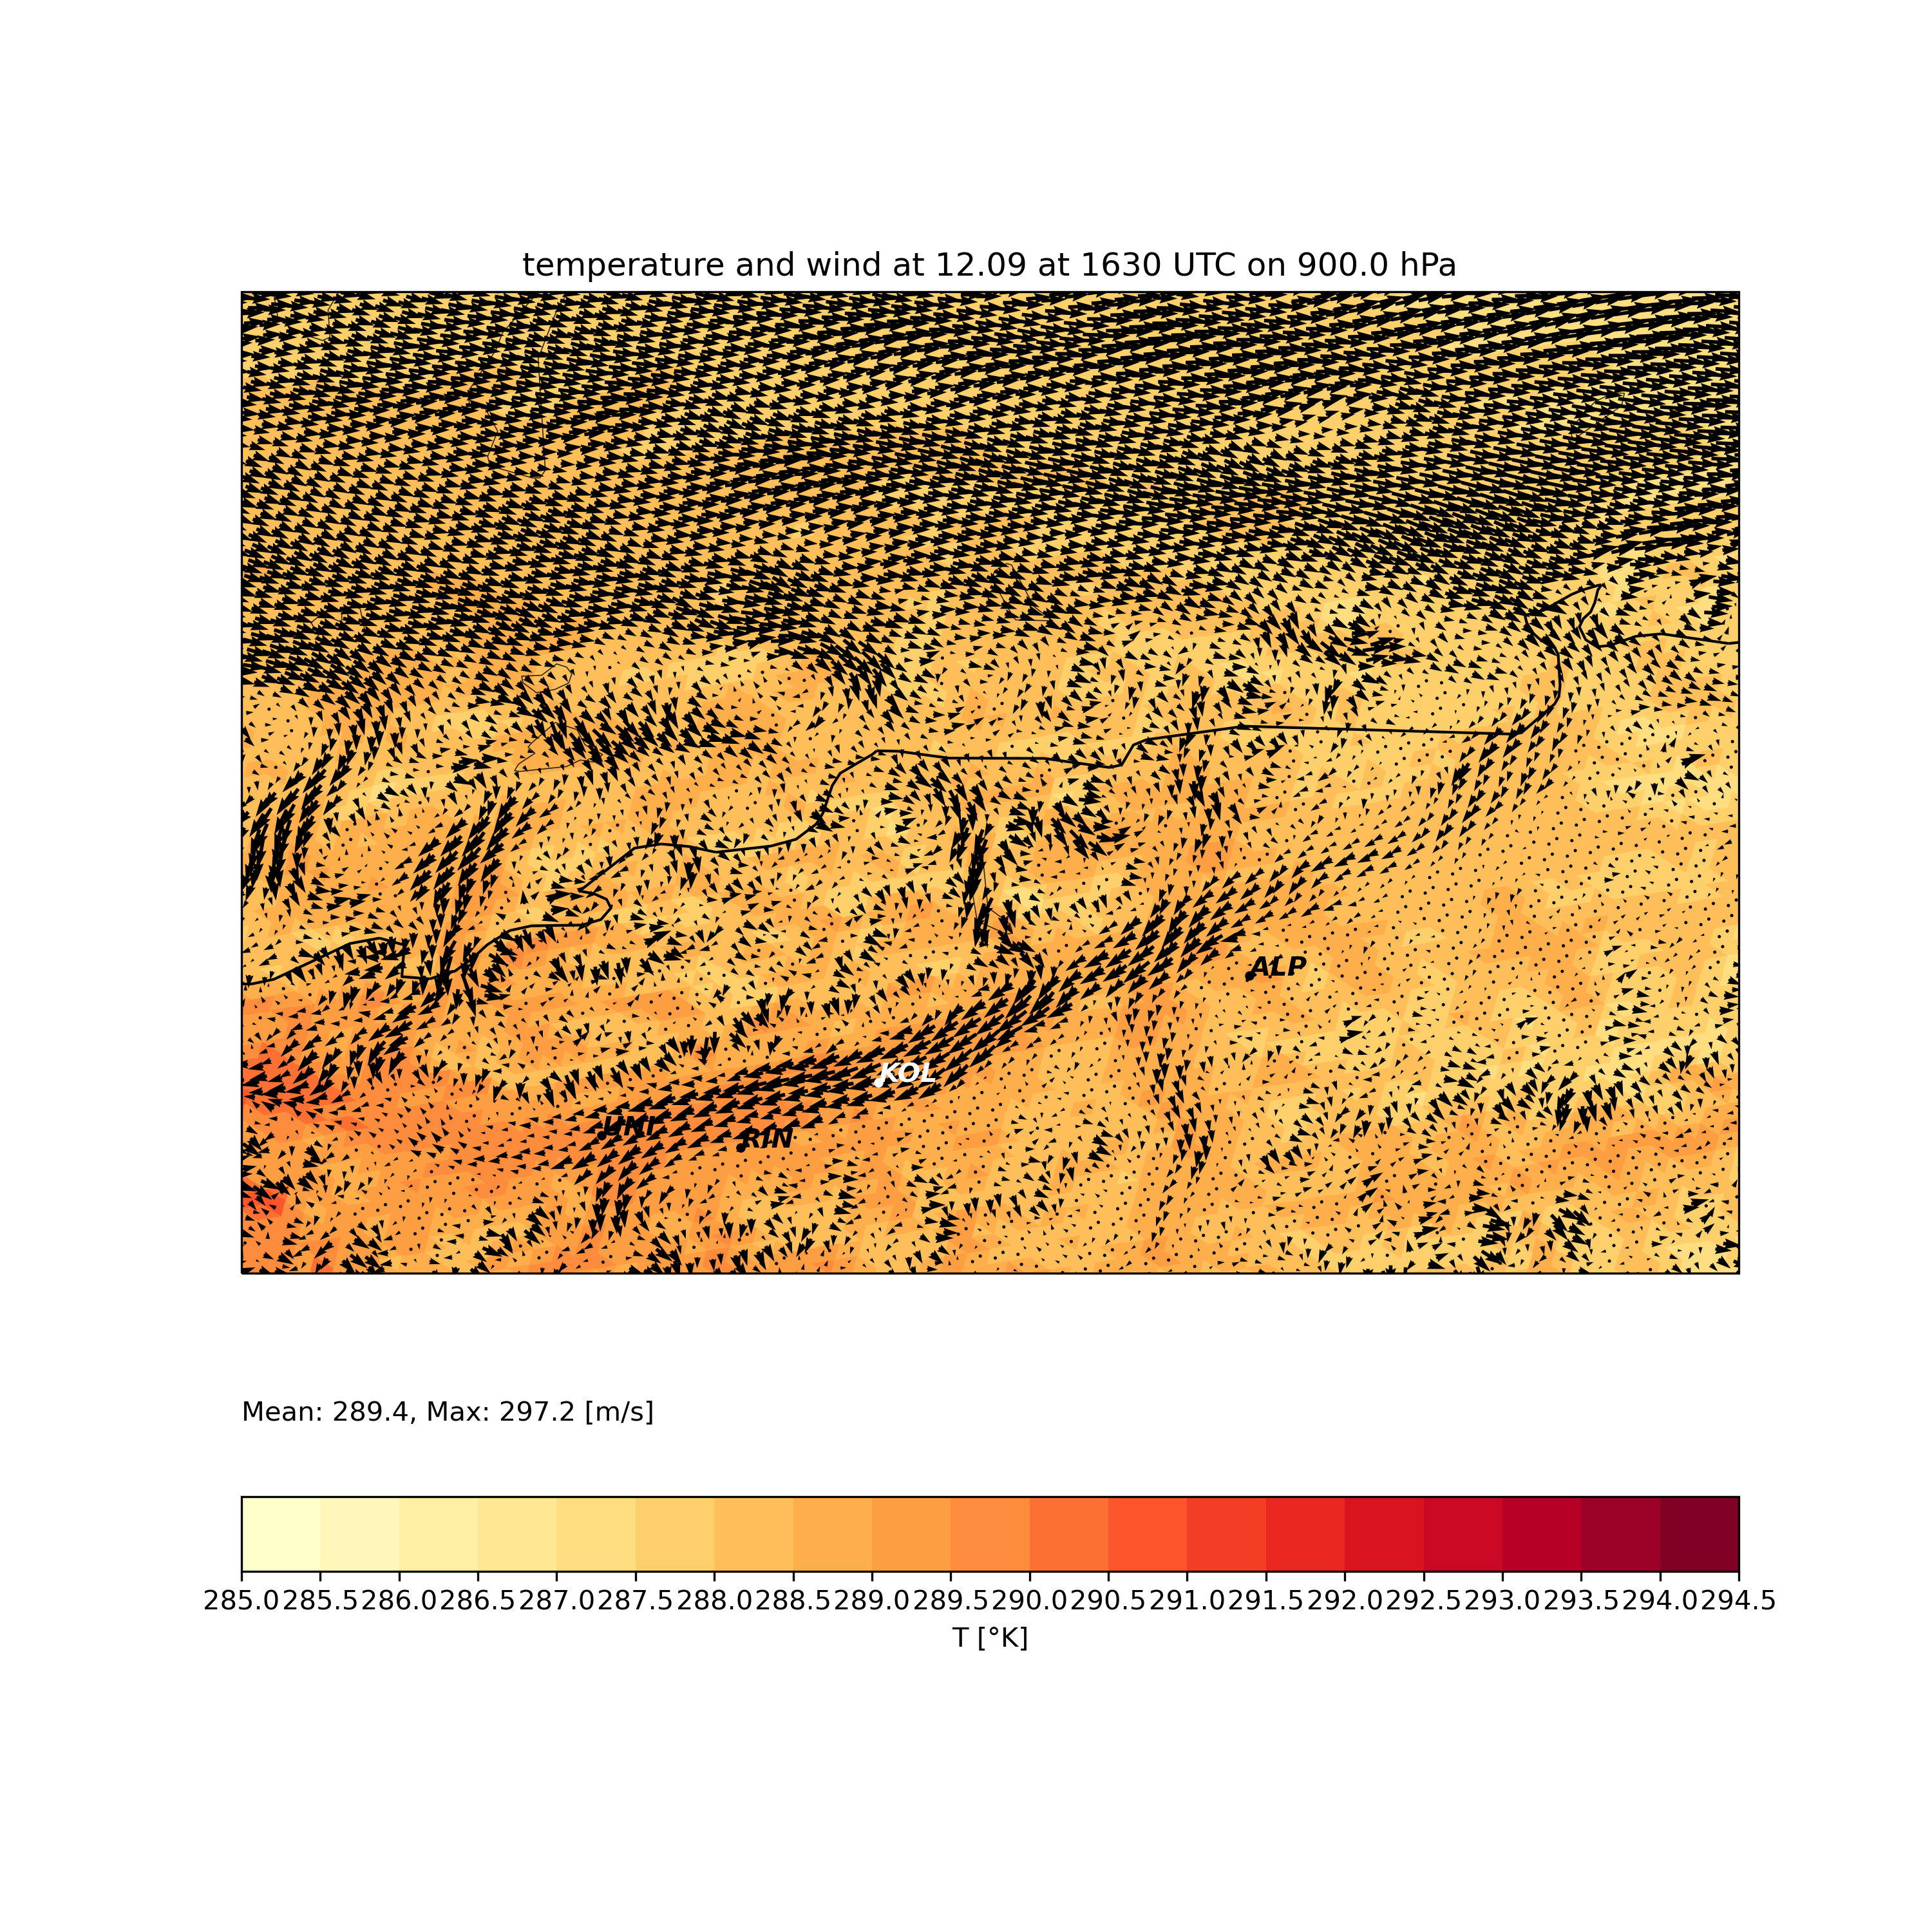 temperature and wind at 12.09 at 1630 UTC on 900.0 hPa
ALP
KOL
UNI
RIN
Mean: 289.4, Max: 297.2 [m/s]
285.0 285.5 286.0 286.5 287.0 287.5 288.0 288.5 289.0 289.5 290.0 290.5 291.0 291.5 292.0 292.5 293.0 293.5 294.0 294.5
T [°K]